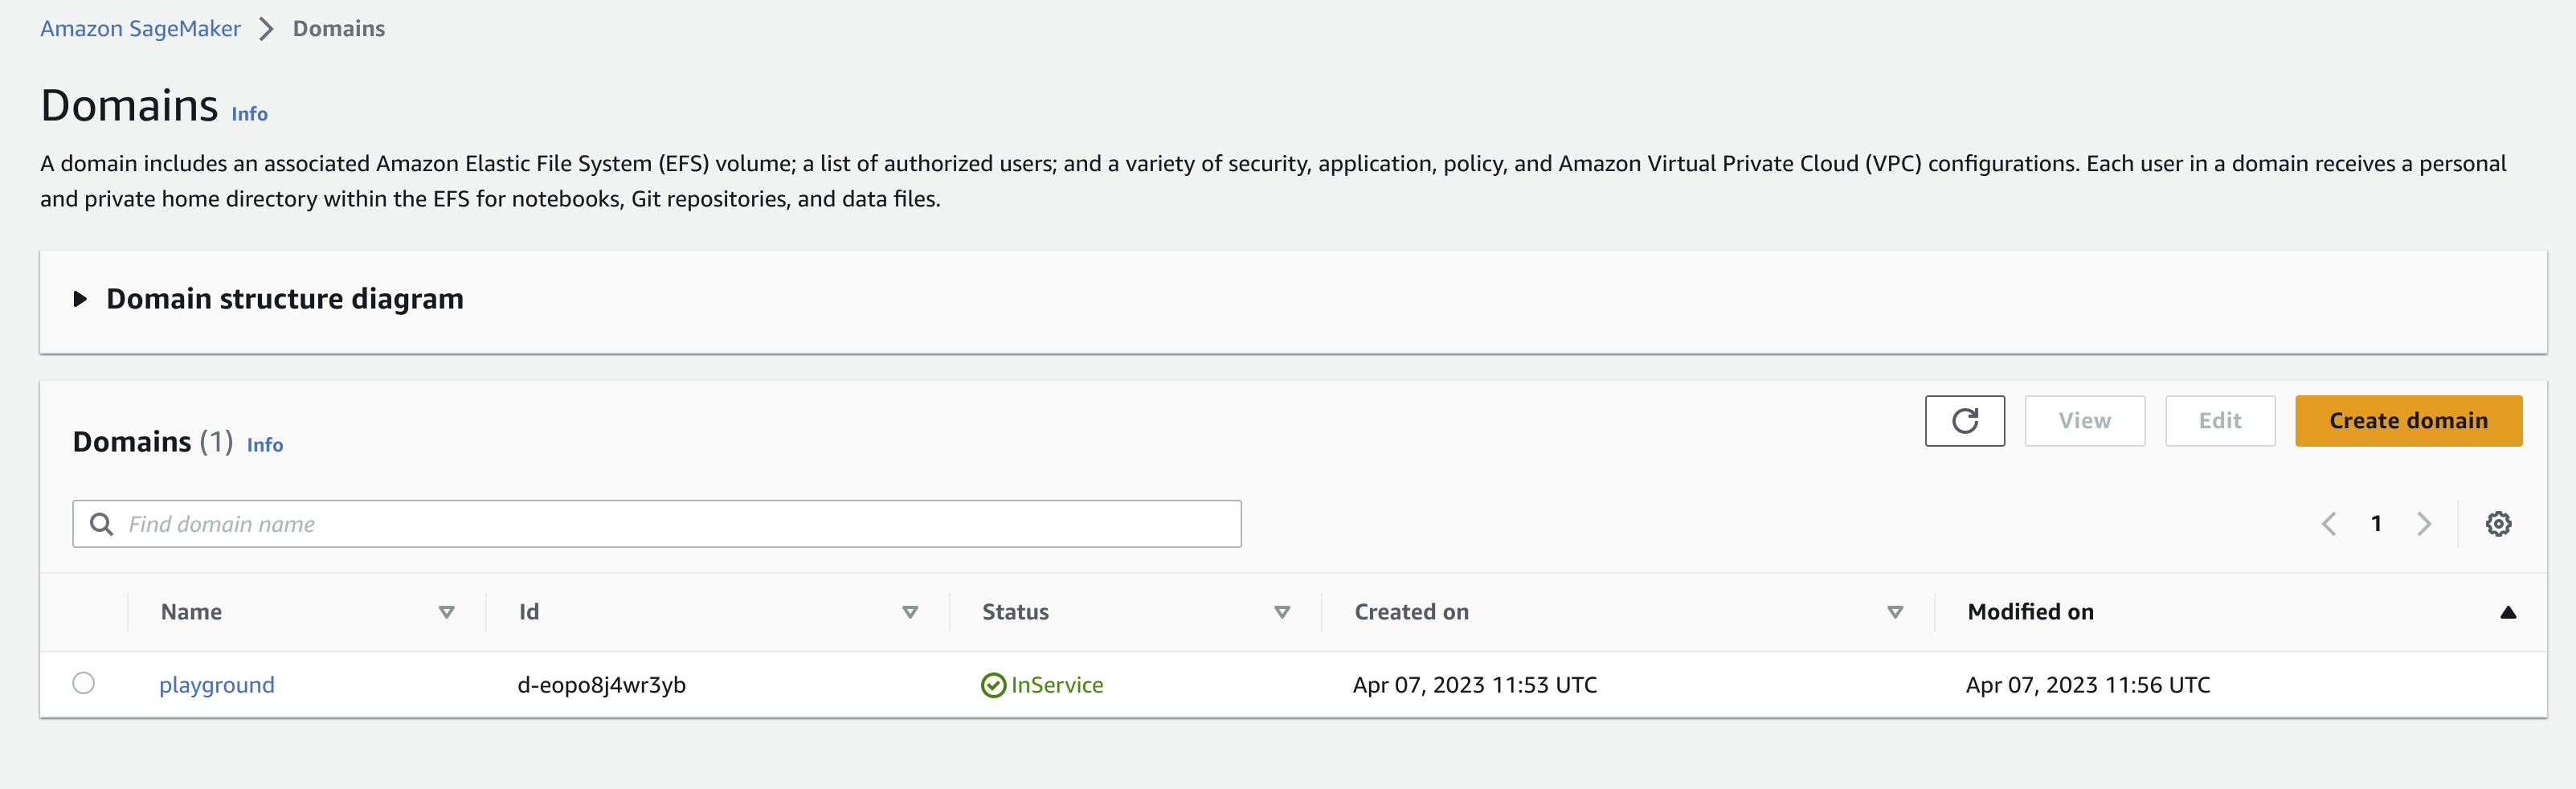 Amazon SageMaker > Domains
Domains Info
A domain includes an associated Amazon Elastic File System (EFS) volume; a list of authorized users; and a variety of security, application, policy, and Amazon Virtual Private Cloud (VPC) configurations. Each user in a domain receives a personal
and private home directory within the EFS for notebooks, Git repositories, and data files.
Domain structure diagram
Domains (1) Info
View Edit Create domain
Find domain name
1
Name Id Status Created on Modified on
playground d-eopo8j4wr3yb InService Apr 07, 2023 11:53 UTC Apr 07, 2023 11:56 UTC